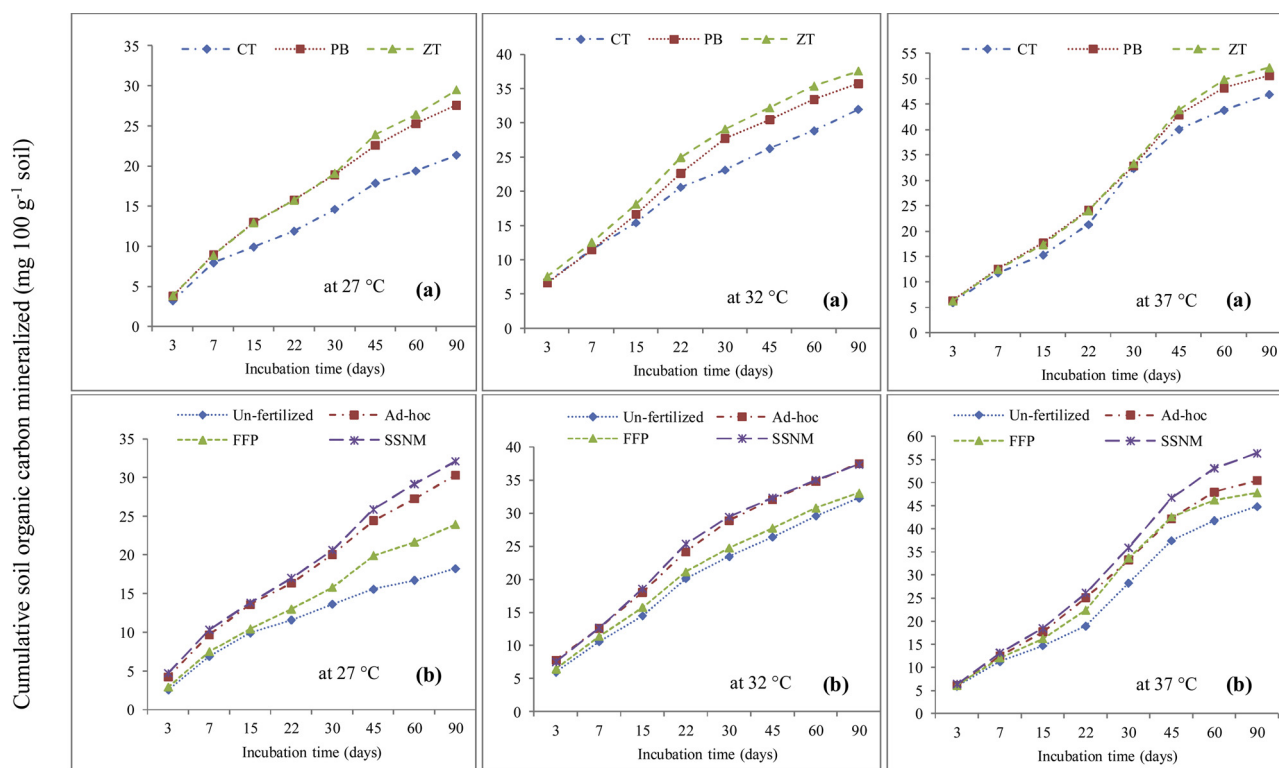 Cumulative soil organic carbon mineralized (mg 100 g⁻¹ soil)
CT PB ZT
35
30
25
20
15
10
5
0
3 7 15 22 30 45 60 90
Incubation time (days)
at 27 °C (a)
CT PB ZT
40
35
30
25
20
15
10
5
0
3 7 15 22 30 45 60 90
Incubation time (days)
at 32 °C (a)
CT PB ZT
55
50
45
40
35
30
25
20
15
10
5
0
3 7 15 22 30 45 60 90
Incubation time (days)
at 37 °C (a)
Un-fertilized Ad-hoc
FFP SSNM
35
30
25
20
15
10
5
0
3 7 15 22 30 45 60 90
Incubation time (days)
at 27 °C (b)
Un-fertilized Ad-hoc
FFP SSNM
40
35
30
25
20
15
10
5
0
3 7 15 22 30 45 60 90
Incubation time (days)
at 32 °C (b)
Un-fertilized Ad-hoc
FFP SSNM
60
55
50
45
40
35
30
25
20
15
10
5
0
3 7 15 22 30 45 60 90
Incubation time (days)
at 37 °C (b)